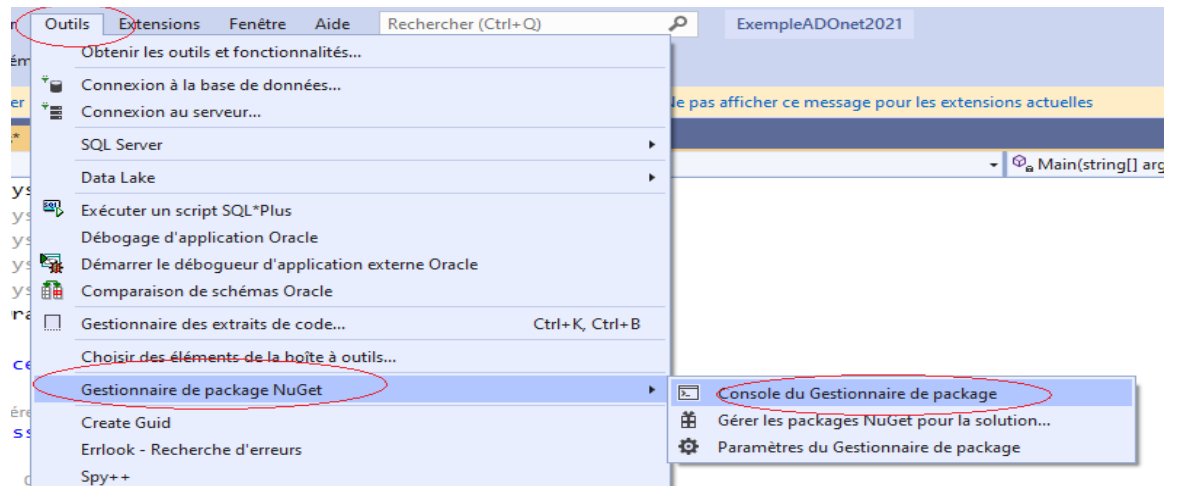 Outils Extensions Fenêtre Aide Rechercher (Ctrl+Q) ExempleADOnet2021
Obtenir les outils et fonctionnalités...
Connexion à la base de données...
Ne pas afficher ce message pour les extensions actuelles
Connexion au serveur...
SQL Server
Main(string[] arg
Data Lake
Exécuter un script SQL*Plus
Débogage d'application Oracle
Démarrer le débogueur d'application externe Oracle
Comparaison de schémas Oracle
Gestionnaire des extraits de code... Ctrl+K, Ctrl+B
Choisir des éléments de la boîte à outils...
Gestionnaire de package NuGet
Console du Gestionnaire de package
Create Guid
Gérer les packages NuGet pour la solution...
Errlook - Recherche d'erreurs
Paramètres du Gestionnaire de package
Spy++